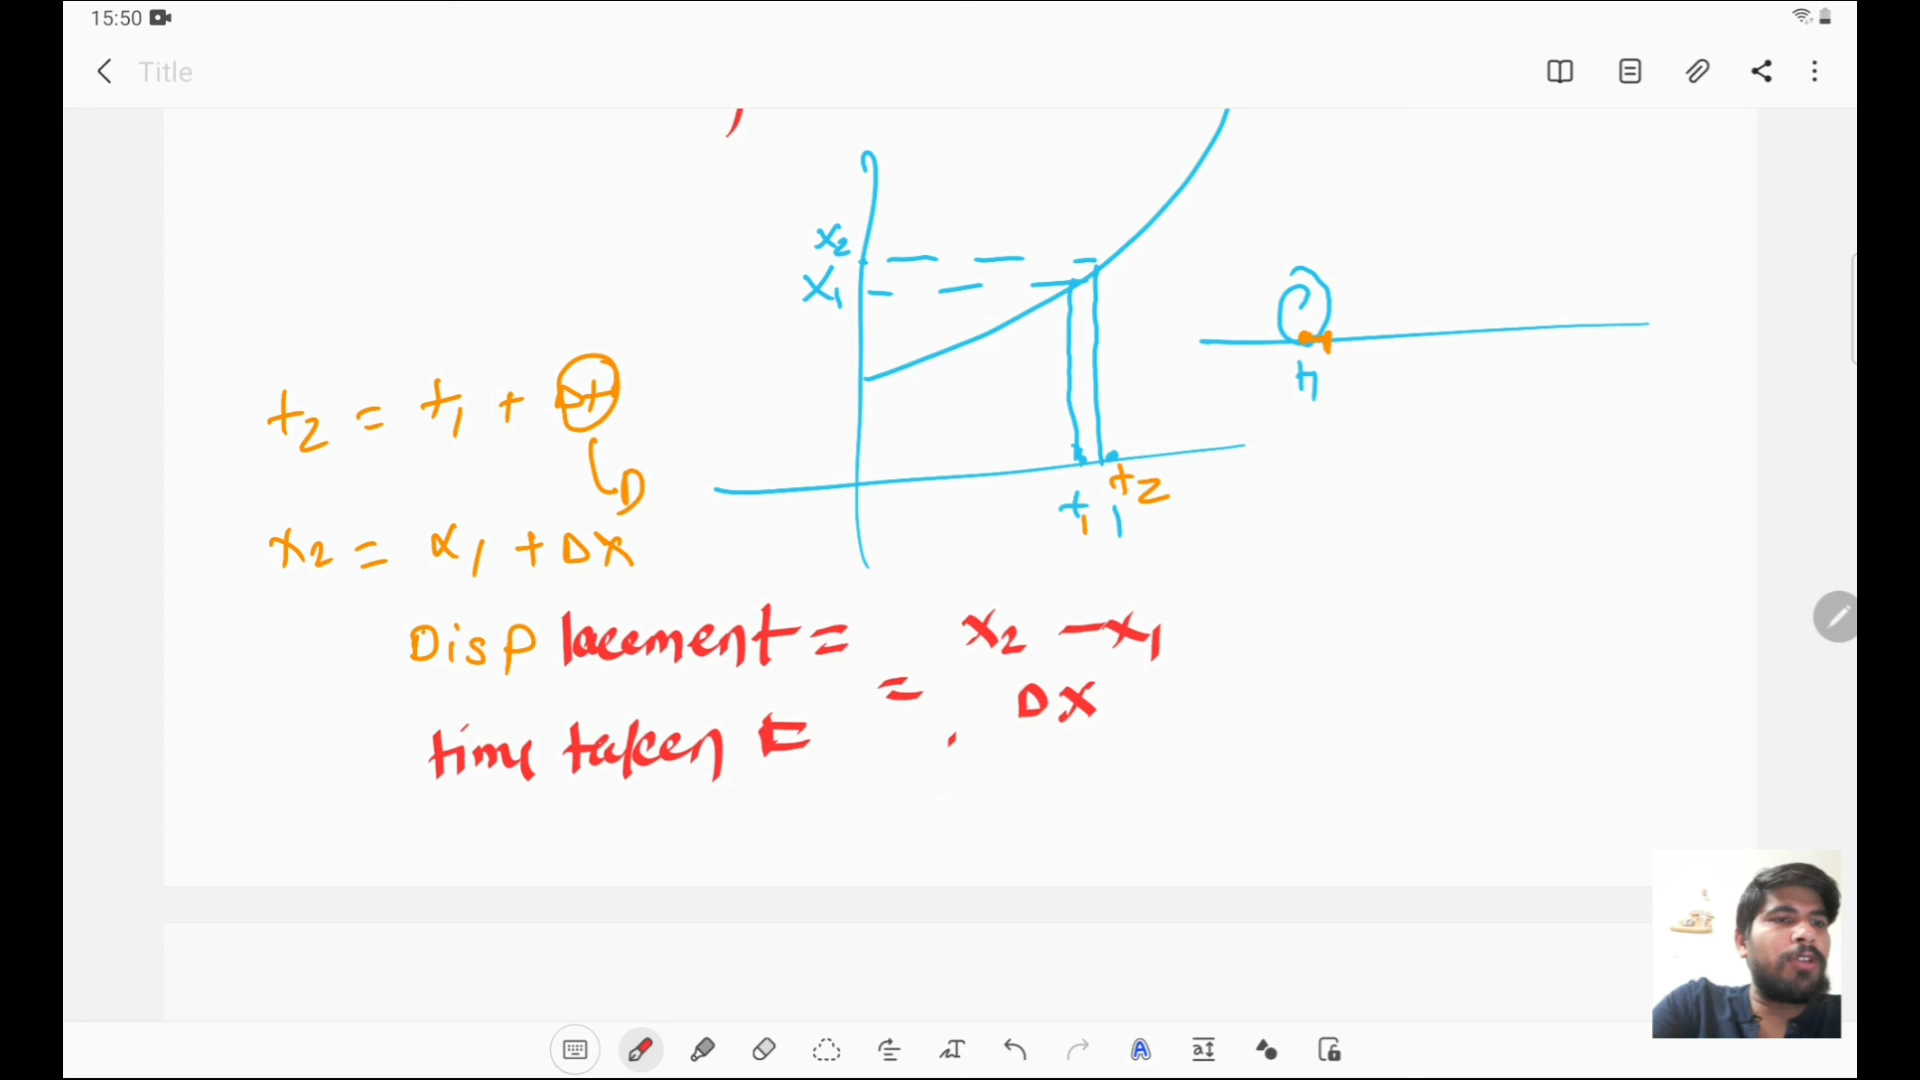 15:50
Title
x2
x1
t2 = t1 + Δt
D
t1
t2
t1
x2 = x1 + Δx
Displacement = x2 - x1
= Δx
time taken =